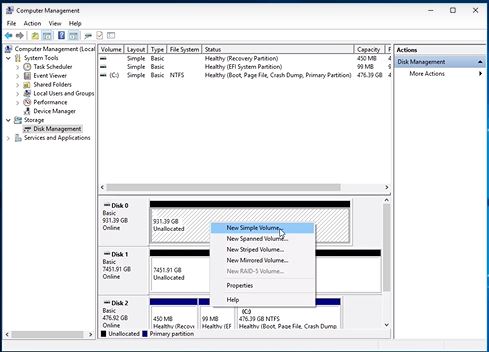 Computer Management
File Action View Help
Computer Management (Local
System Tools
Task Scheduler
Event Viewer
Shared Folders
Local Users and Groups
Performance
Device Manager
Storage
Disk Management
Services and Applications
Volume Layout Type File System Status Capacity F
Simple Basic Healthy (Recovery Partition) 450 MB 4
Simple Basic Healthy (EFI System Partition) 99 MB 9
(C:) Simple Basic NTFS Healthy (Boot, Page File, Crash Dump, Primary Partition) 476.39 GB 4
Actions
Disk Management
More Actions
Disk 0
Basic
931.39 GB
Online
931.39 GB
Unallocated
New Simple Volume...
New Spanned Volume...
New Striped Volume...
New Mirrored Volume...
New RAID-5 Volume...
Properties
Help
Disk 1
Basic
7451.91 GB
Online
7451.91 GB
Unallocated
Disk 2
Basic
476.92 GB
Online
450 MB
Healthy (Recov
99 MB
Healthy (EFI S
(C:)
476.39 GB NTFS
Healthy (Boot, Page File, Crash Dump, Primary Partition)
Unallocated Primary partition